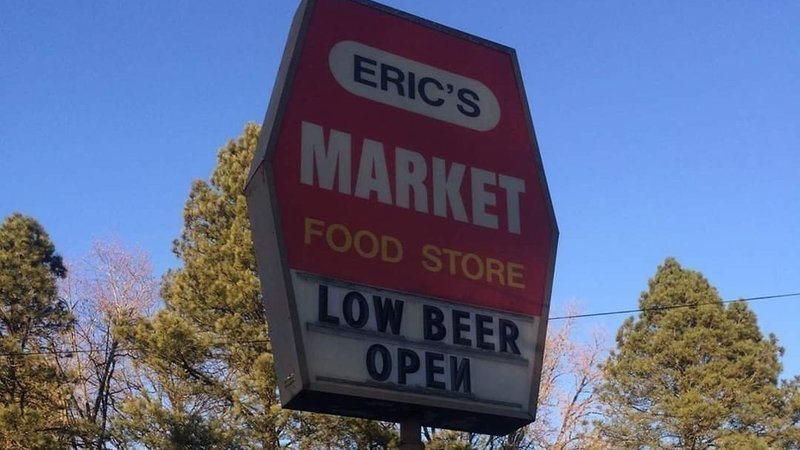 ERIC'S
MARKET
FOOD STORE
LOW BEER
OPEN